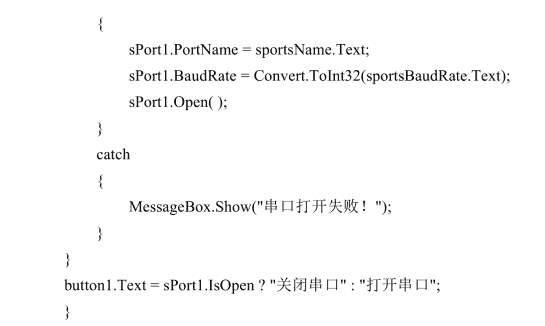 {
sPort1.PortName = sportsName.Text;
sPort1.BaudRate = Convert.ToInt32(sportsBaudRate.Text);
sPort1.Open( );
}
catch
{
MessageBox.Show("串口打开失败！");
}
}
button1.Text = sPort1.IsOpen ? "关闭串口" : "打开串口";
}